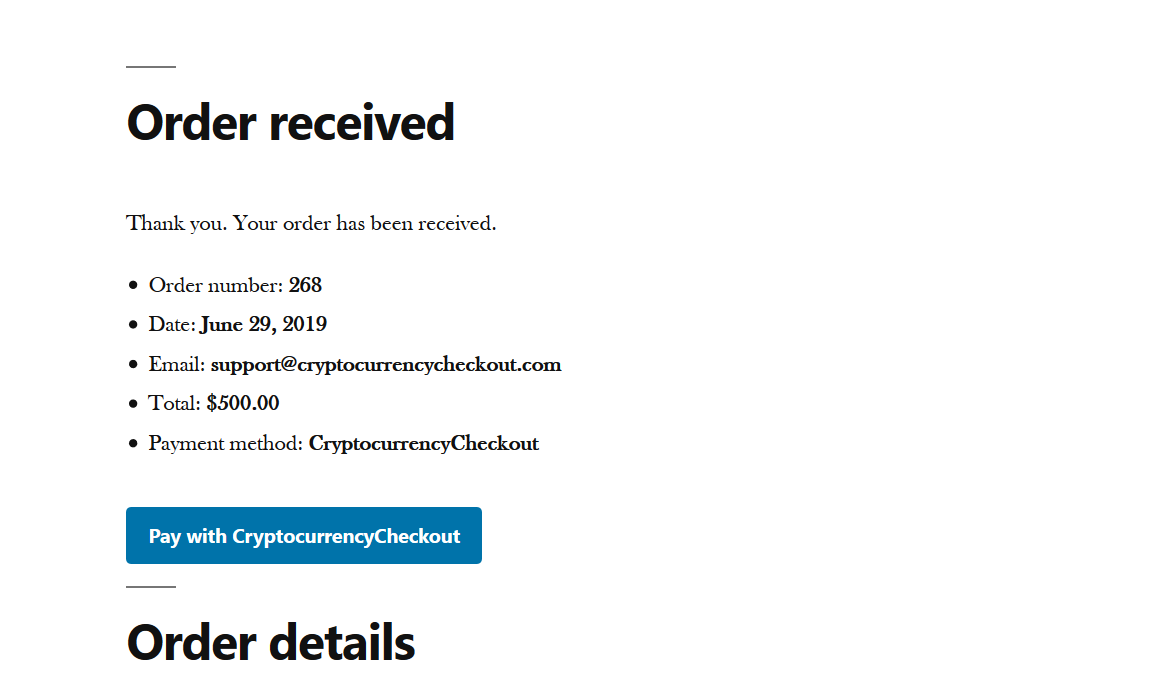 Order received
Thank you. Your order has been received.
Order number: 268
Date: June 29, 2019
Email: support@cryptocurrencycheckout.com
Total: $500.00
Payment method: CryptocurrencyCheckout
Pay with CryptocurrencyCheckout
Order details